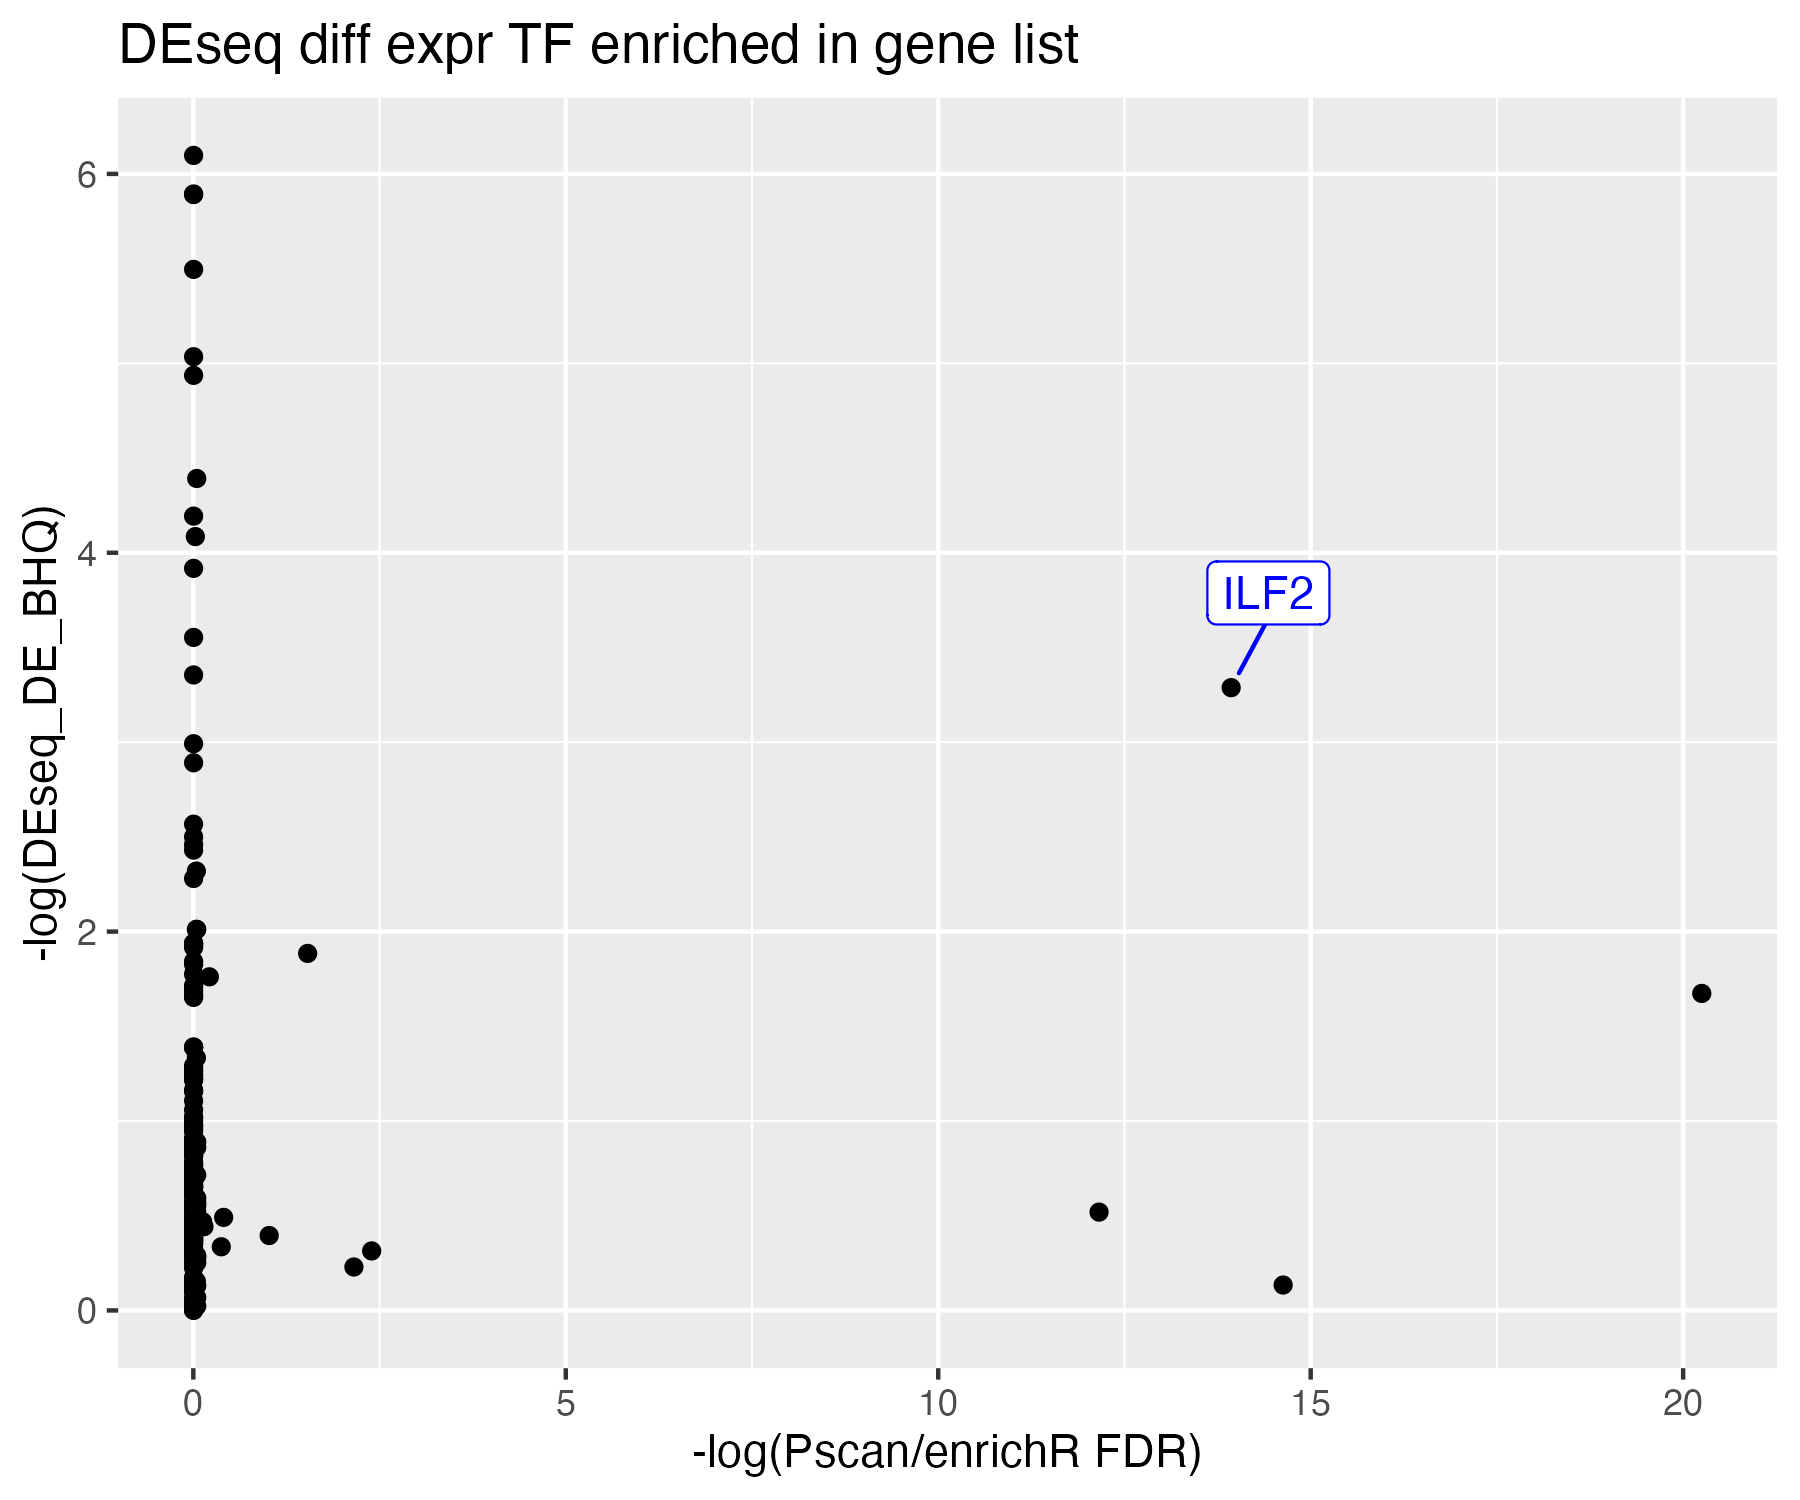 DEseq diff expr TF enriched in gene list
6
4
2
0
-log(DEseq_DE_BHQ)
ILF2
0
5
10
15
20
-log(Pscan/enrichR FDR)